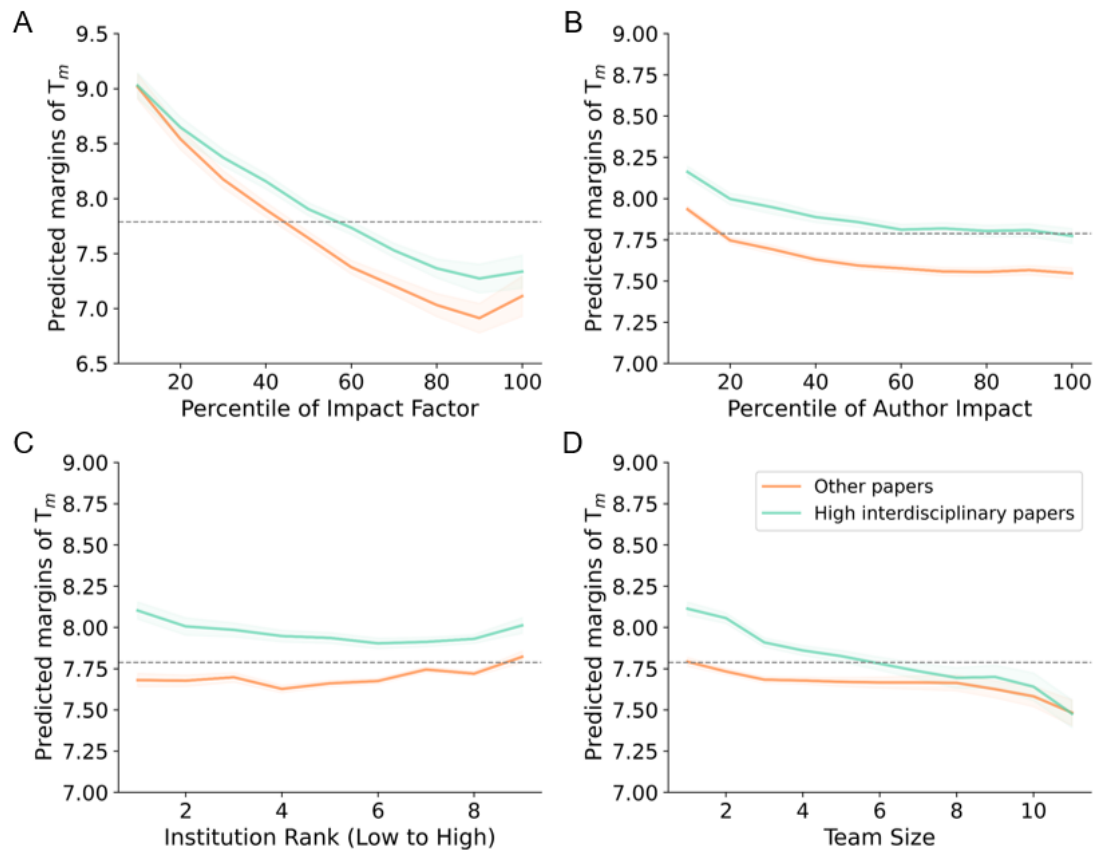 A
Predicted margins of Tm
9.5
9.0
8.5
8.0
7.5
7.0
6.5
20 40 60 80 100
Percentile of Impact Factor
B
Predicted margins of Tm
9.00
8.75
8.50
8.25
8.00
7.75
7.50
7.25
7.00
20 40 60 80 100
Percentile of Author Impact
C
Predicted margins of Tm
9.00
8.75
8.50
8.25
8.00
7.75
7.50
7.25
7.00
2 4 6 8
Institution Rank (Low to High)
D
Predicted margins of Tm
9.00
8.75
8.50
8.25
8.00
7.75
7.50
7.25
7.00
Other papers
High interdisciplinary papers
2 4 6 8 10
Team Size